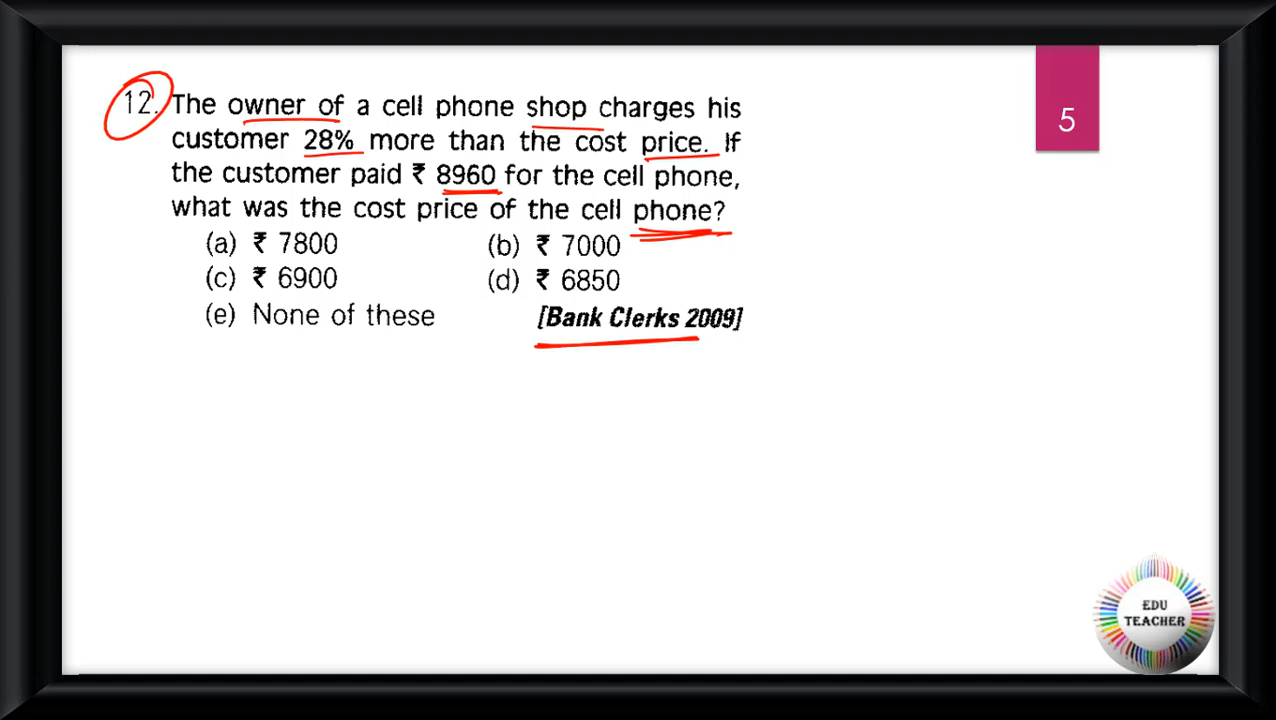 5
12. The owner of a cell phone shop charges his
customer 28% more than the cost price. If
the customer paid ₹ 8960 for the cell phone,
what was the cost price of the cell phone?
(a) ₹ 7800 (b) ₹ 7000
(c) ₹ 6900 (d) ₹ 6850
(e) None of these [Bank Clerks 2009]
EDU
TEACHER